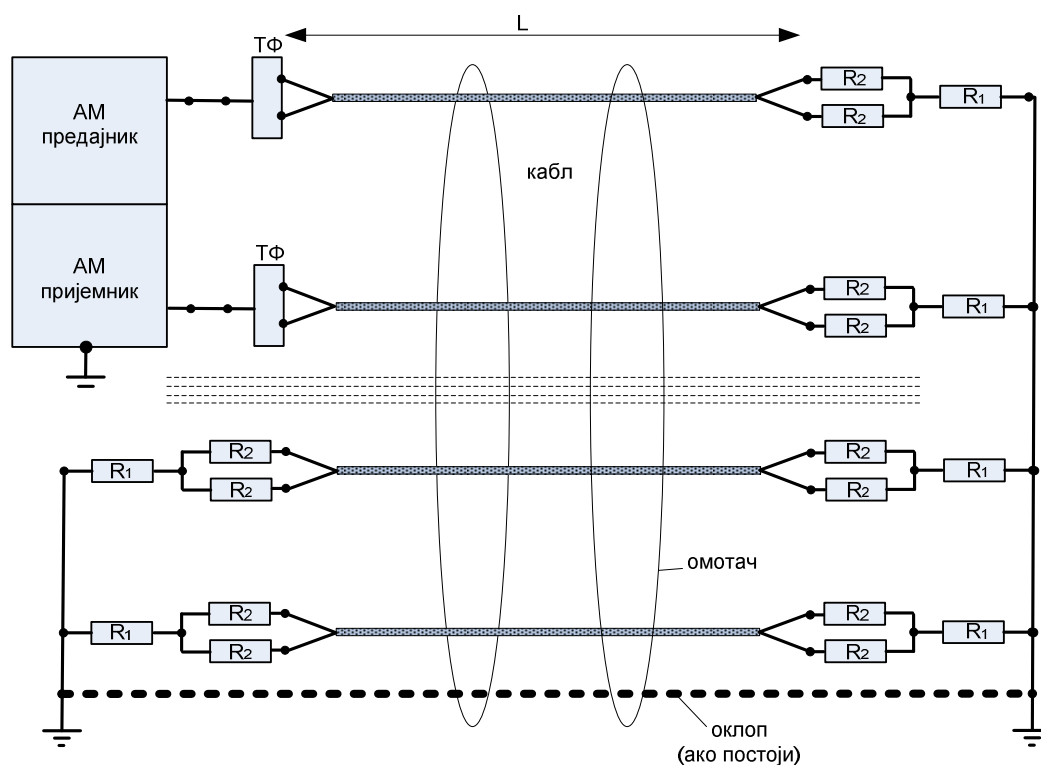 L
ТФ
R2
R2
R1
АМ
предајник
кабл
ТФ
АМ
пријемник
R2
R2
R1
R1
R2
R2
R2
R2
R1
омотач
R1
R2
R2
R2
R2
R1
оклоп
(ако постоји)